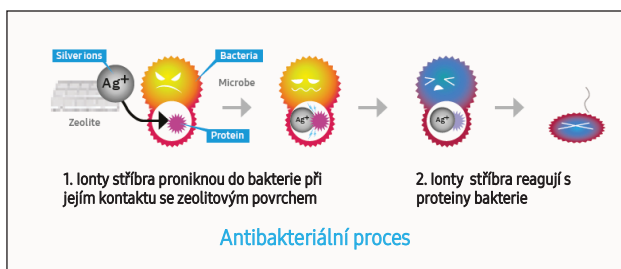 Silver ions
Bacteria
Ag+
Microbe
Zeolite
Protein
Ag+
Ag+
1. Ionty stříbra proniknou do bakterie při
jejím kontaktu se zeolitovým povrchem
2. Ionty stříbra reagují s
proteiny bakterie
Antibakteriální proces